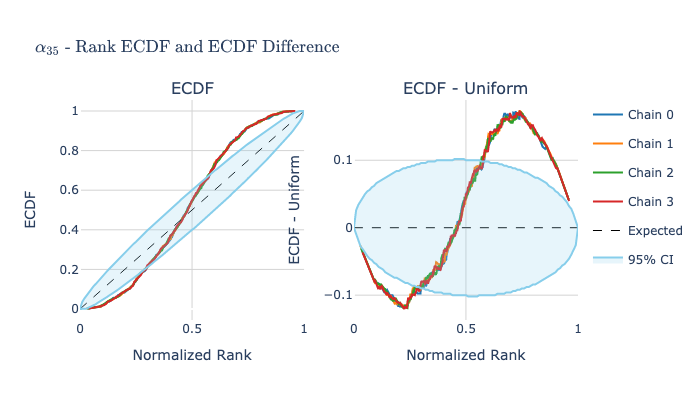 α35 - Rank ECDF and ECDF Difference
ECDF
ECDF - Uniform
1
0.8
0.6
0.4
0.2
0
ECDF
0
0.5
1
Normalized Rank
0.1
0
−0.1
ECDF - Uniform
0
0.5
1
Normalized Rank
Chain 0
Chain 1
Chain 2
Chain 3
Expected
95% CI